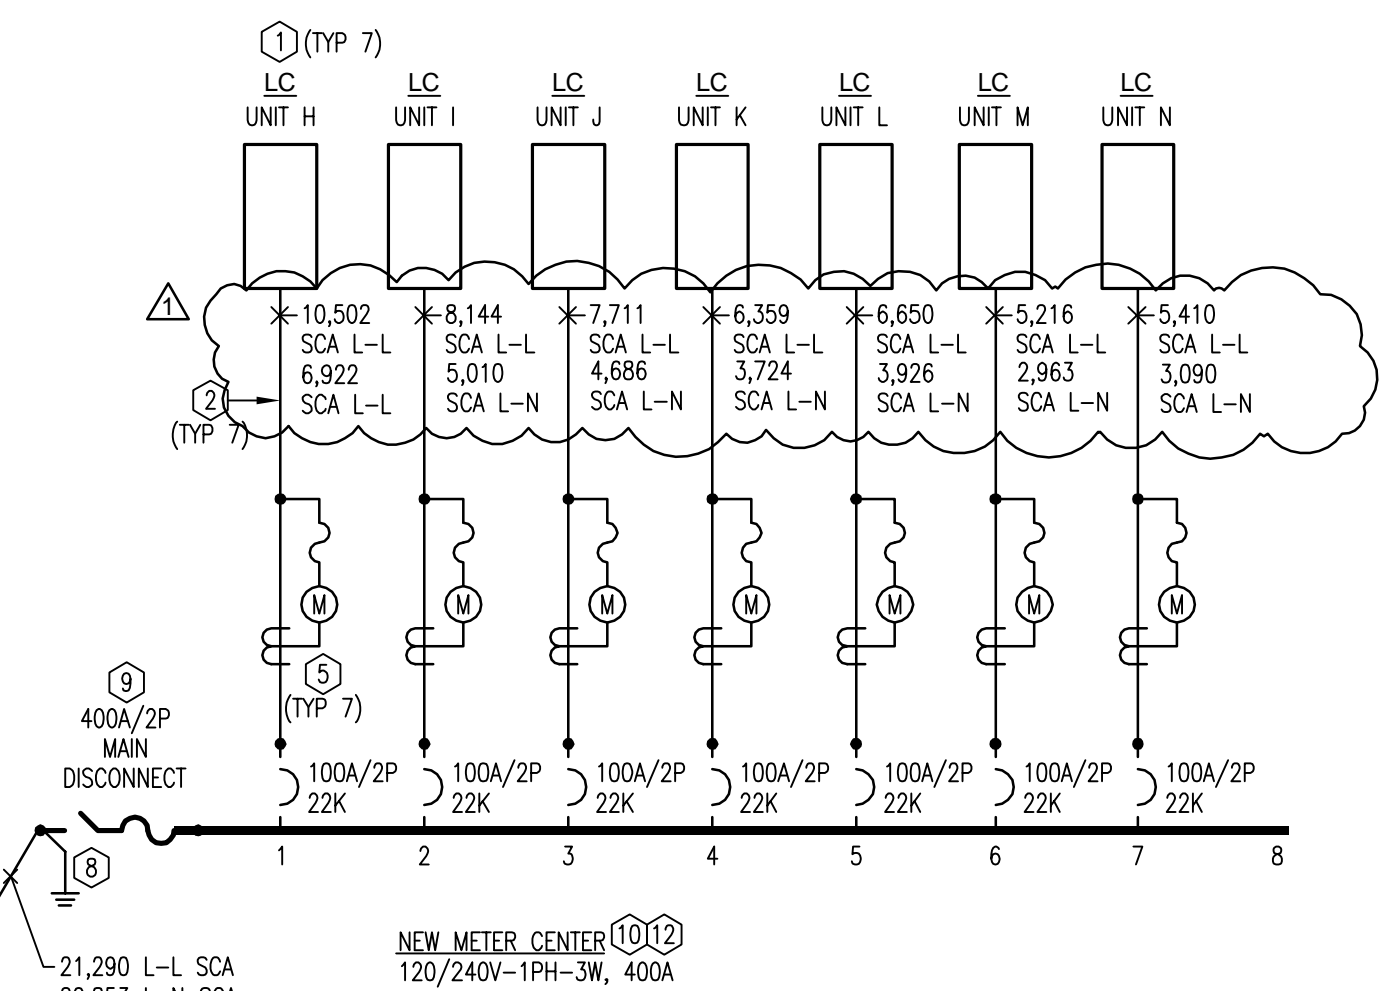 1 (TYP 7)
LC LC LC LC LC LC LC
UNIT H UNIT I UNIT J UNIT K UNIT L UNIT M UNIT N
1
10,502 8,144 7,711 6,359 6,650 5,216 5,410
SCA L-L SCA L-L SCA L-L SCA L-L SCA L-L SCA L-L SCA L-L
6,922 5,010 4,686 3,724 3,926 2,963 3,090
SCA L-L SCA L-N SCA L-N SCA L-N SCA L-N SCA L-N SCA L-N
2
(TYP 7)
M M M M M M M
5
(TYP 7)
9
400A/2P
MAIN
DISCONNECT
100A/2P 100A/2P 100A/2P 100A/2P 100A/2P 100A/2P 100A/2P
22K 22K 22K 22K 22K 22K 22K
1 2 3 4 5 6 7 8
8
NEW METER CENTER 10 12
120/240V-1PH-3W, 400A
21,290 L-L SCA